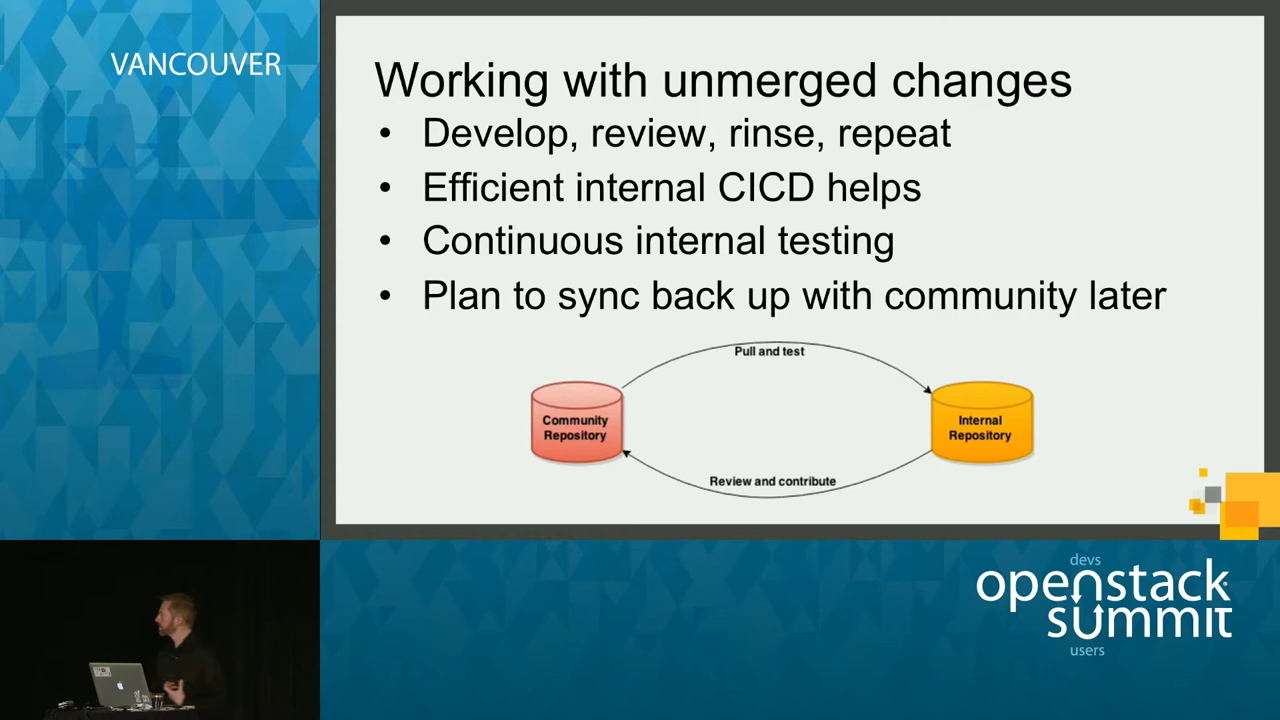 VANCOUVER
Working with unmerged changes
• Develop, review, rinse, repeat
• Efficient internal CICD helps
• Continuous internal testing
• Plan to sync back up with community later
Pull and test
Community
Repository
Internal
Repository
Review and contribute
devs
openstack
summit
users